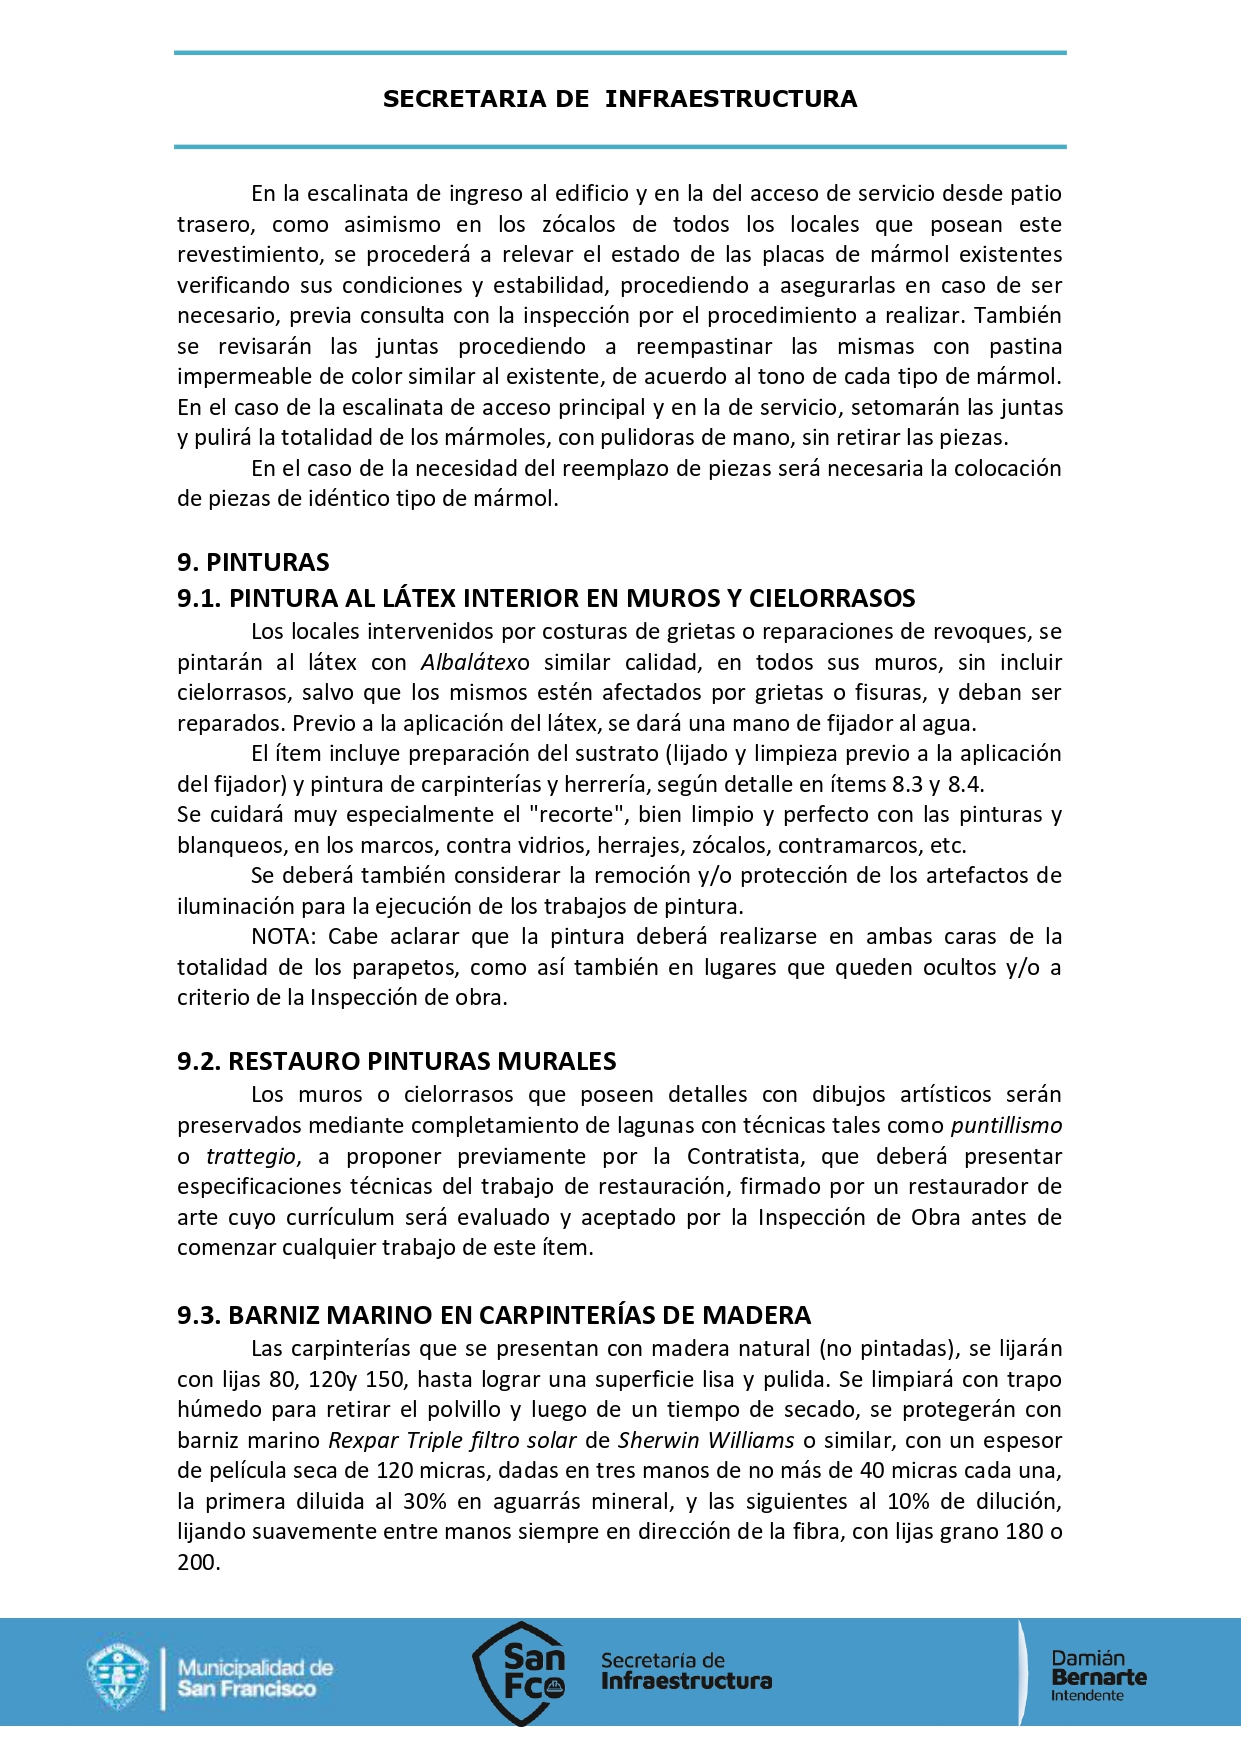 SECRETARIA DE  INFRAESTRUCTURA
En la escalinata de ingreso al edificio y en la del acceso de servicio desde patio
trasero, como asimismo en los zócalos de todos los locales que posean este
revestimiento, se procederá a relevar el estado de las placas de mármol existentes
verificando sus condiciones y estabilidad, procediendo a asegurarlas en caso de ser
necesario, previa consulta con la inspección por el procedimiento a realizar. También
se revisarán las juntas procediendo a reempastinar las mismas con pastina
impermeable de color similar al existente, de acuerdo al tono de cada tipo de mármol.
En el caso de la escalinata de acceso principal y en la de servicio, setomarán las juntas
y pulirá la totalidad de los mármoles, con pulidoras de mano, sin retirar las piezas.
En el caso de la necesidad del reemplazo de piezas será necesaria la colocación
de piezas de idéntico tipo de mármol.
9. PINTURAS
9.1. PINTURA AL LÁTEX INTERIOR EN MUROS Y CIELORRASOS
Los locales intervenidos por costuras de grietas o reparaciones de revoques, se
pintarán al látex con Albalátexo similar calidad, en todos sus muros, sin incluir
cielorrasos, salvo que los mismos estén afectados por grietas o fisuras, y deban ser
reparados. Previo a la aplicación del látex, se dará una mano de fijador al agua.
El ítem incluye preparación del sustrato (lijado y limpieza previo a la aplicación
del fijador) y pintura de carpinterías y herrería, según detalle en ítems 8.3 y 8.4.
Se cuidará muy especialmente el "recorte", bien limpio y perfecto con las pinturas y
blanqueos, en los marcos, contra vidrios, herrajes, zócalos, contramarcos, etc.
Se deberá también considerar la remoción y/o protección de los artefactos de
iluminación para la ejecución de los trabajos de pintura.
NOTA: Cabe aclarar que la pintura deberá realizarse en ambas caras de la
totalidad de los parapetos, como así también en lugares que queden ocultos y/o a
criterio de la Inspección de obra.
9.2. RESTAURO PINTURAS MURALES
Los muros o cielorrasos que poseen detalles con dibujos artísticos serán
preservados mediante completamiento de lagunas con técnicas tales como puntillismo
o trattegio, a proponer previamente por la Contratista, que deberá presentar
especificaciones técnicas del trabajo de restauración, firmado por un restaurador de
arte cuyo currículum será evaluado y aceptado por la Inspección de Obra antes de
comenzar cualquier trabajo de este ítem.
9.3. BARNIZ MARINO EN CARPINTERÍAS DE MADERA
Las carpinterías que se presentan con madera natural (no pintadas), se lijarán
con lijas 80, 120y 150, hasta lograr una superficie lisa y pulida. Se limpiará con trapo
húmedo para retirar el polvillo y luego de un tiempo de secado, se protegerán con
barniz marino Rexpar Triple filtro solar de Sherwin Williams o similar, con un espesor
de película seca de 120 micras, dadas en tres manos de no más de 40 micras cada una,
la primera diluida al 30% en aguarrás mineral, y las siguientes al 10% de dilución,
lijando suavemente entre manos siempre en dirección de la fibra, con lijas grano 180 o
200.
Municipalidad de
San Francisco
San
Fco
Secretaría de
Infraestructura
Damián
Bernarte
Intendente